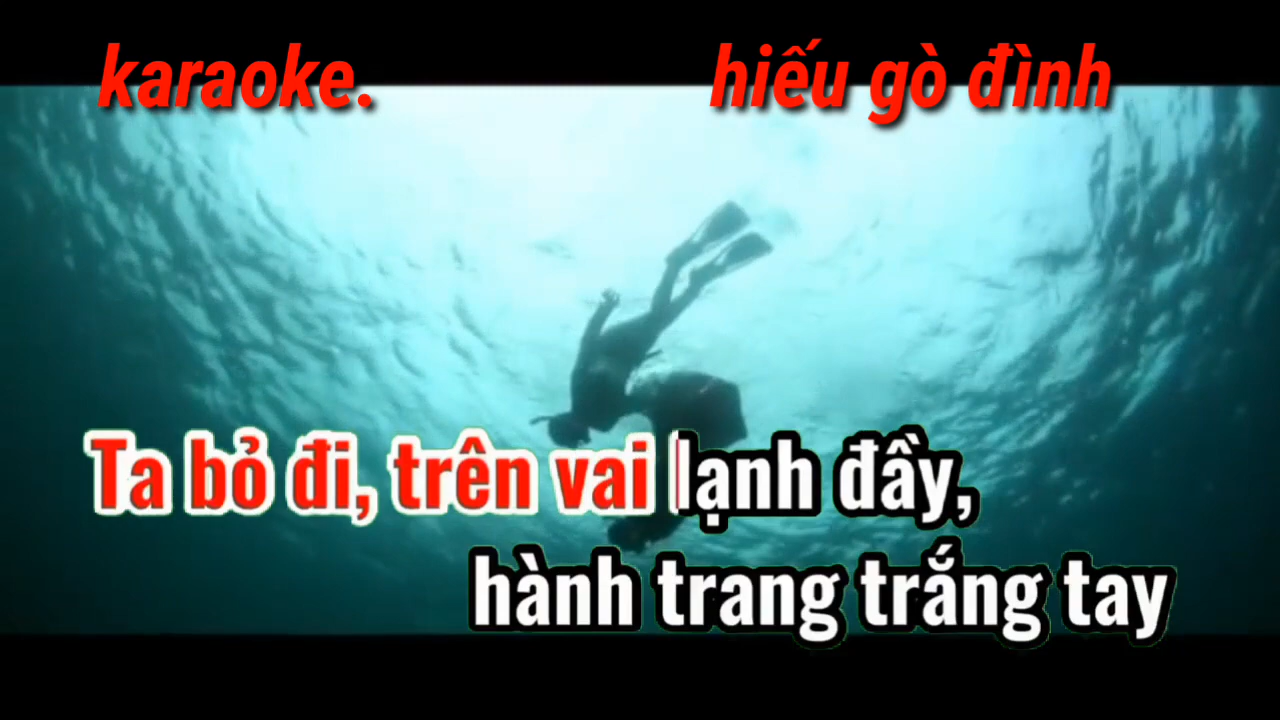 karaoke. hiếu gò đình
Ta bỏ đi, trên vai lạnh đầy,
hành trang trắng tay